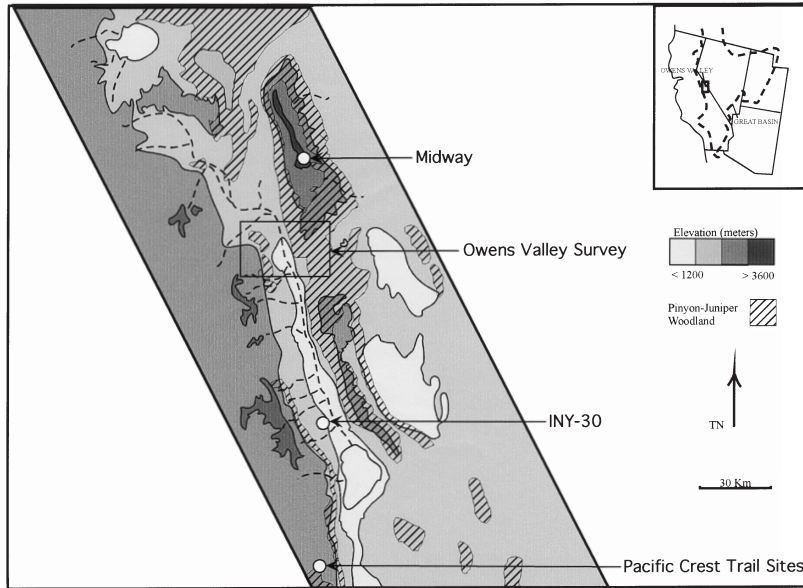 OWENS VALLEY
GREAT BASIN
Midway
Owens Valley Survey
Elevation (meters)
< 1200 > 3600
Pinyon-Juniper
Woodland
INY-30
TN
30 Km
Pacific Crest Trail Sites